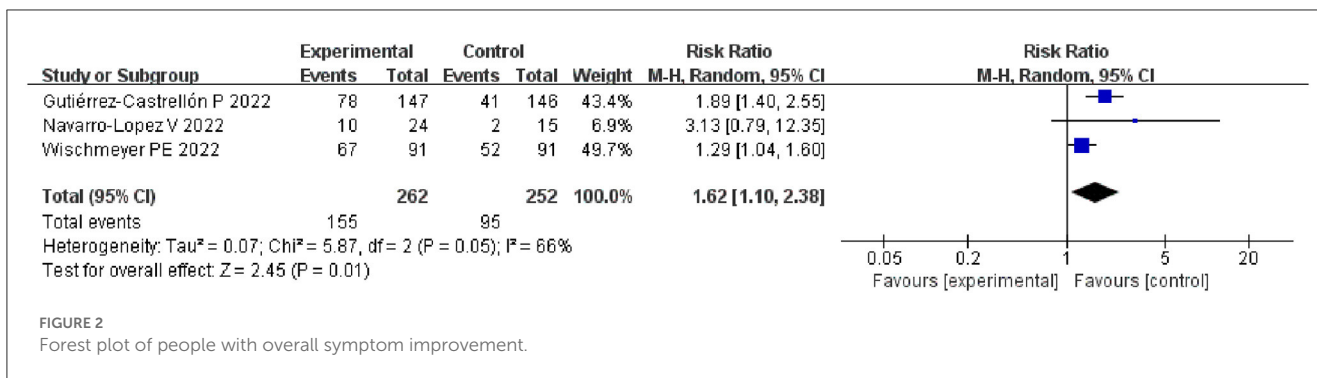 Experimental Control Risk Ratio Risk Ratio
Study or Subgroup Events Total Events Total Weight M-H, Random, 95% CI M-H, Random, 95% CI
Gutiérrez-Castrellón P 2022 78 147 41 146 43.4% 1.89 [1.40, 2.55]
Navarro-Lopez V 2022 10 24 2 15 6.9% 3.13 [0.79, 12.35]
Wischmeyer PE 2022 67 91 52 91 49.7% 1.29 [1.04, 1.60]
Total (95% CI) 262 252 100.0% 1.62 [1.10, 2.38]
Total events 155 95
Heterogeneity: Tau² = 0.07; Chi² = 5.87, df = 2 (P = 0.05); I² = 66%
Test for overall effect: Z = 2.45 (P = 0.01)
0.05 0.2 1 5 20
Favours [experimental] Favours [control]
FIGURE 2
Forest plot of people with overall symptom improvement.